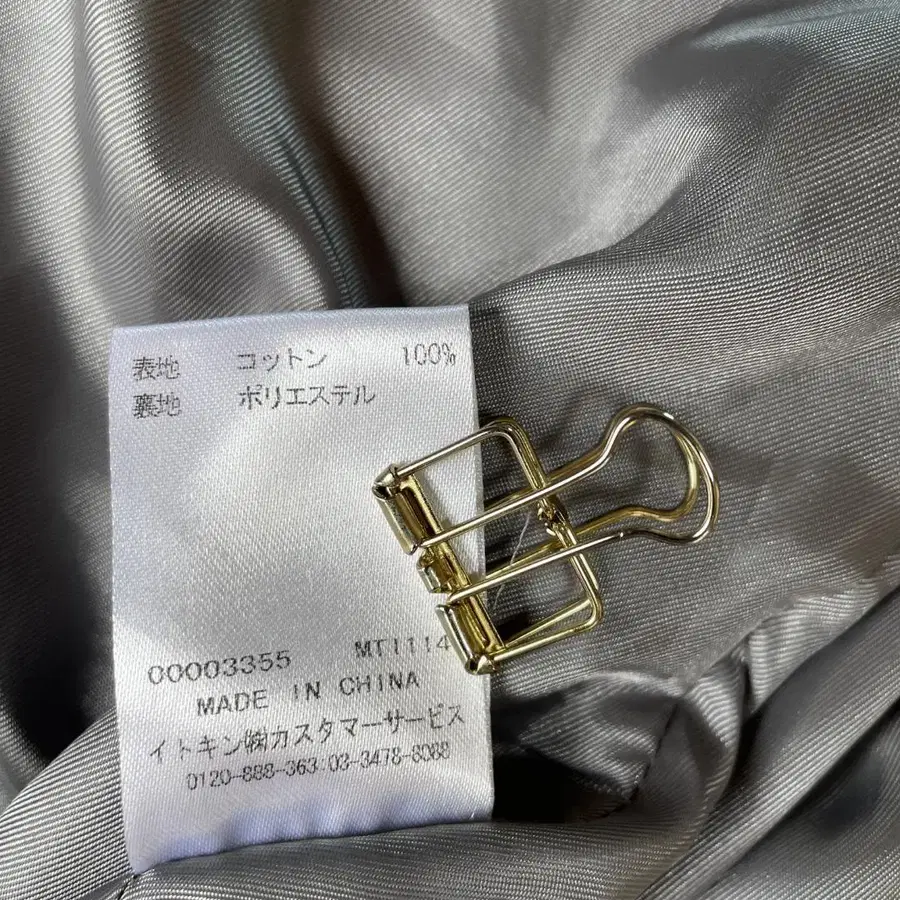 表地 コットン 100%
裏地 ポリエステル
00003355 MT1114
MADE IN CHINA
イトキン㈱カスタマーサービス
0120-888-363:03-3478-8088